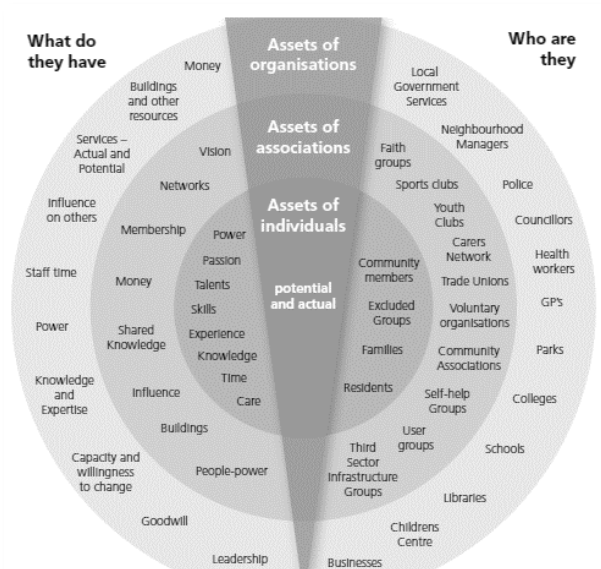 What do
they have
Assets of
organisations
Who are
they
Money
Buildings
and other
resources
Services –
Actual and
Potential
Influence
on others
Staff time
Power
Knowledge
and
Expertise
Capacity and
willingness
to change
Goodwill
Leadership
Assets of
associations
Vision
Networks
Membership
Money
Shared
Knowledge
Influence
Buildings
People-power
Assets of
individuals
potential
and actual
Power
Passion
Talents
Skills
Experience
Knowledge
Time
Care
Community
members
Excluded
Groups
Families
Residents
Faith
groups
Sports clubs
Youth
Clubs
Carers
Network
Trade Unions
Voluntary
organisations
Community
Associations
Self-help
Groups
User
groups
Third
Sector
Infrastructure
Groups
Local
Government
Services
Neighbourhood
Managers
Police
Councillors
Health
workers
GP's
Parks
Colleges
Schools
Libraries
Childrens
Centre
Businesses